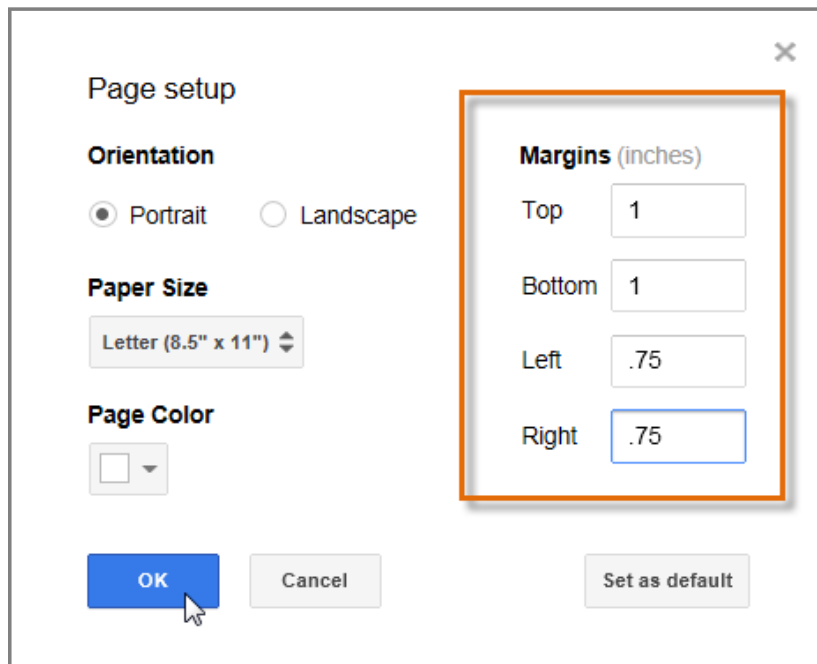 Page setup
Orientation
Portrait Landscape
Paper Size
Letter (8.5" x 11")
Page Color
Margins (inches)
Top 1
Bottom 1
Left .75
Right .75
OK Cancel Set as default